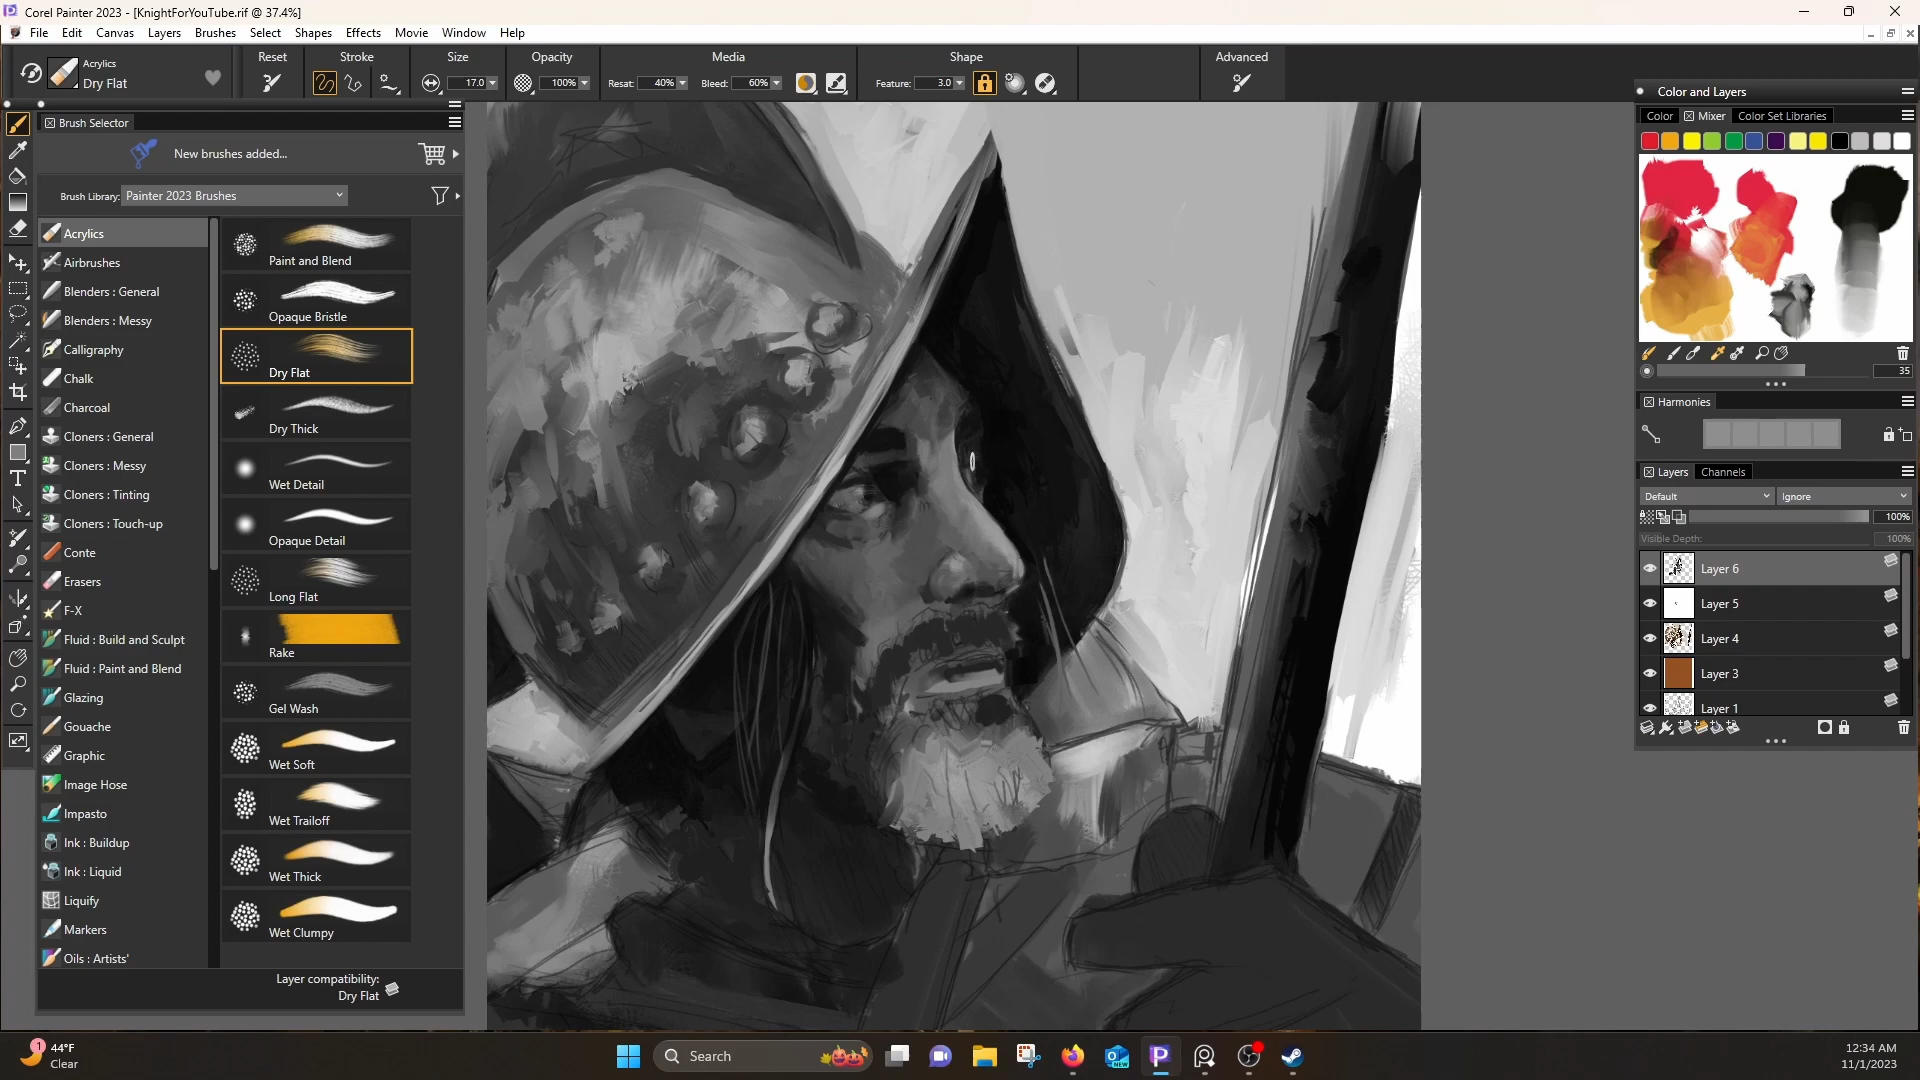 Corel Painter 2023 - [KnightForYouTube.rif @ 37.4%]
File Edit Canvas Layers Brushes Select Shapes Effects Movie Window Help
Acrylics
Dry Flat
Reset
Stroke
Size
17.0
Opacity
100%
Media
Resat: 40%
Bleed: 60%
Shape
Feature: 3.0
Advanced
Brush Selector
New brushes added...
Brush Library: Painter 2023 Brushes
Acrylics
Airbrushes
Blenders : General
Blenders : Messy
Calligraphy
Chalk
Charcoal
Cloners : General
Cloners : Messy
Cloners : Tinting
Cloners : Touch-up
Conte
Erasers
F-X
Fluid : Build and Sculpt
Fluid : Paint and Blend
Glazing
Gouache
Graphic
Image Hose
Impasto
Ink : Buildup
Ink : Liquid
Liquify
Markers
Oils : Artists'
Paint and Blend
Opaque Bristle
Dry Flat
Dry Thick
Wet Detail
Opaque Detail
Long Flat
Rake
Gel Wash
Wet Soft
Wet Trailoff
Wet Thick
Wet Clumpy
Layer compatibility:
Dry Flat
Color and Layers
Color Mixer Color Set Libraries
35
Harmonies
Layers Channels
Default Ignore
100%
Visible Depth: 100%
Layer 6
Layer 5
Layer 4
Layer 3
Layer 1
1
44°F
Clear
Search
NEW
12:34 AM
11/1/2023